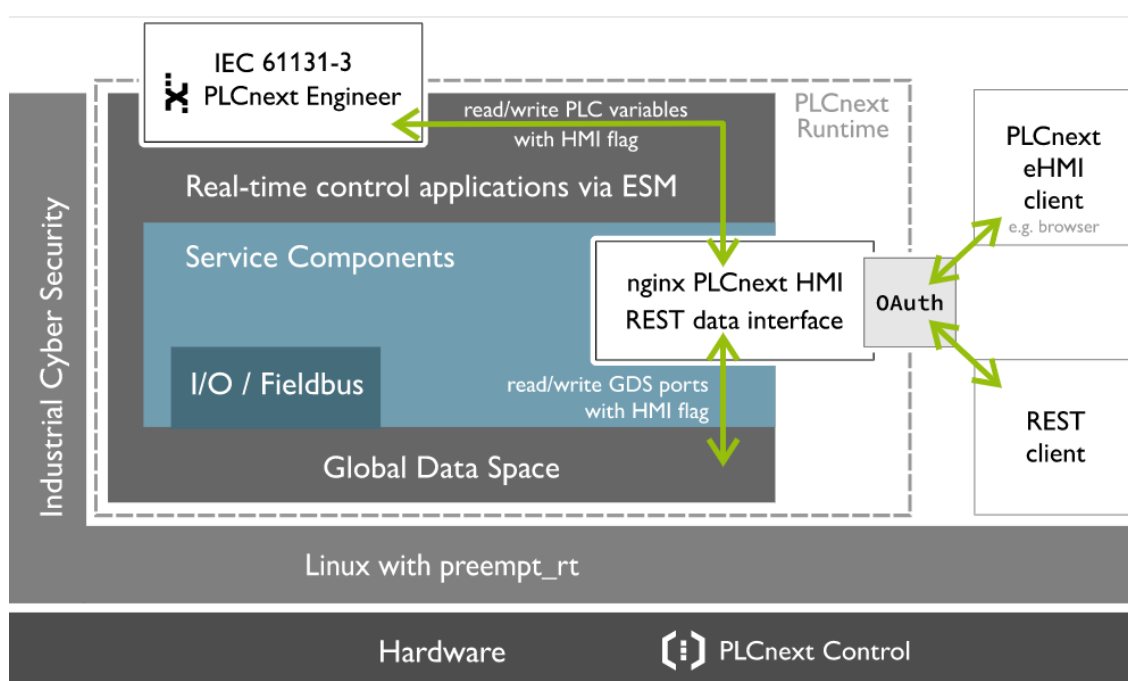 IEC 61131-3
PLCnext Engineer
read/write PLC variables
with HMI flag
PLCnext
Runtime
Real-time control applications via ESM
Service Components
nginx PLCnext HMI
REST data interface
OAuth
PLCnext
eHMI
client
e.g. browser
I/O / Fieldbus
read/write GDS ports
with HMI flag
REST
client
Global Data Space
Industrial Cyber Security
Linux with preempt_rt
Hardware
PLCnext Control